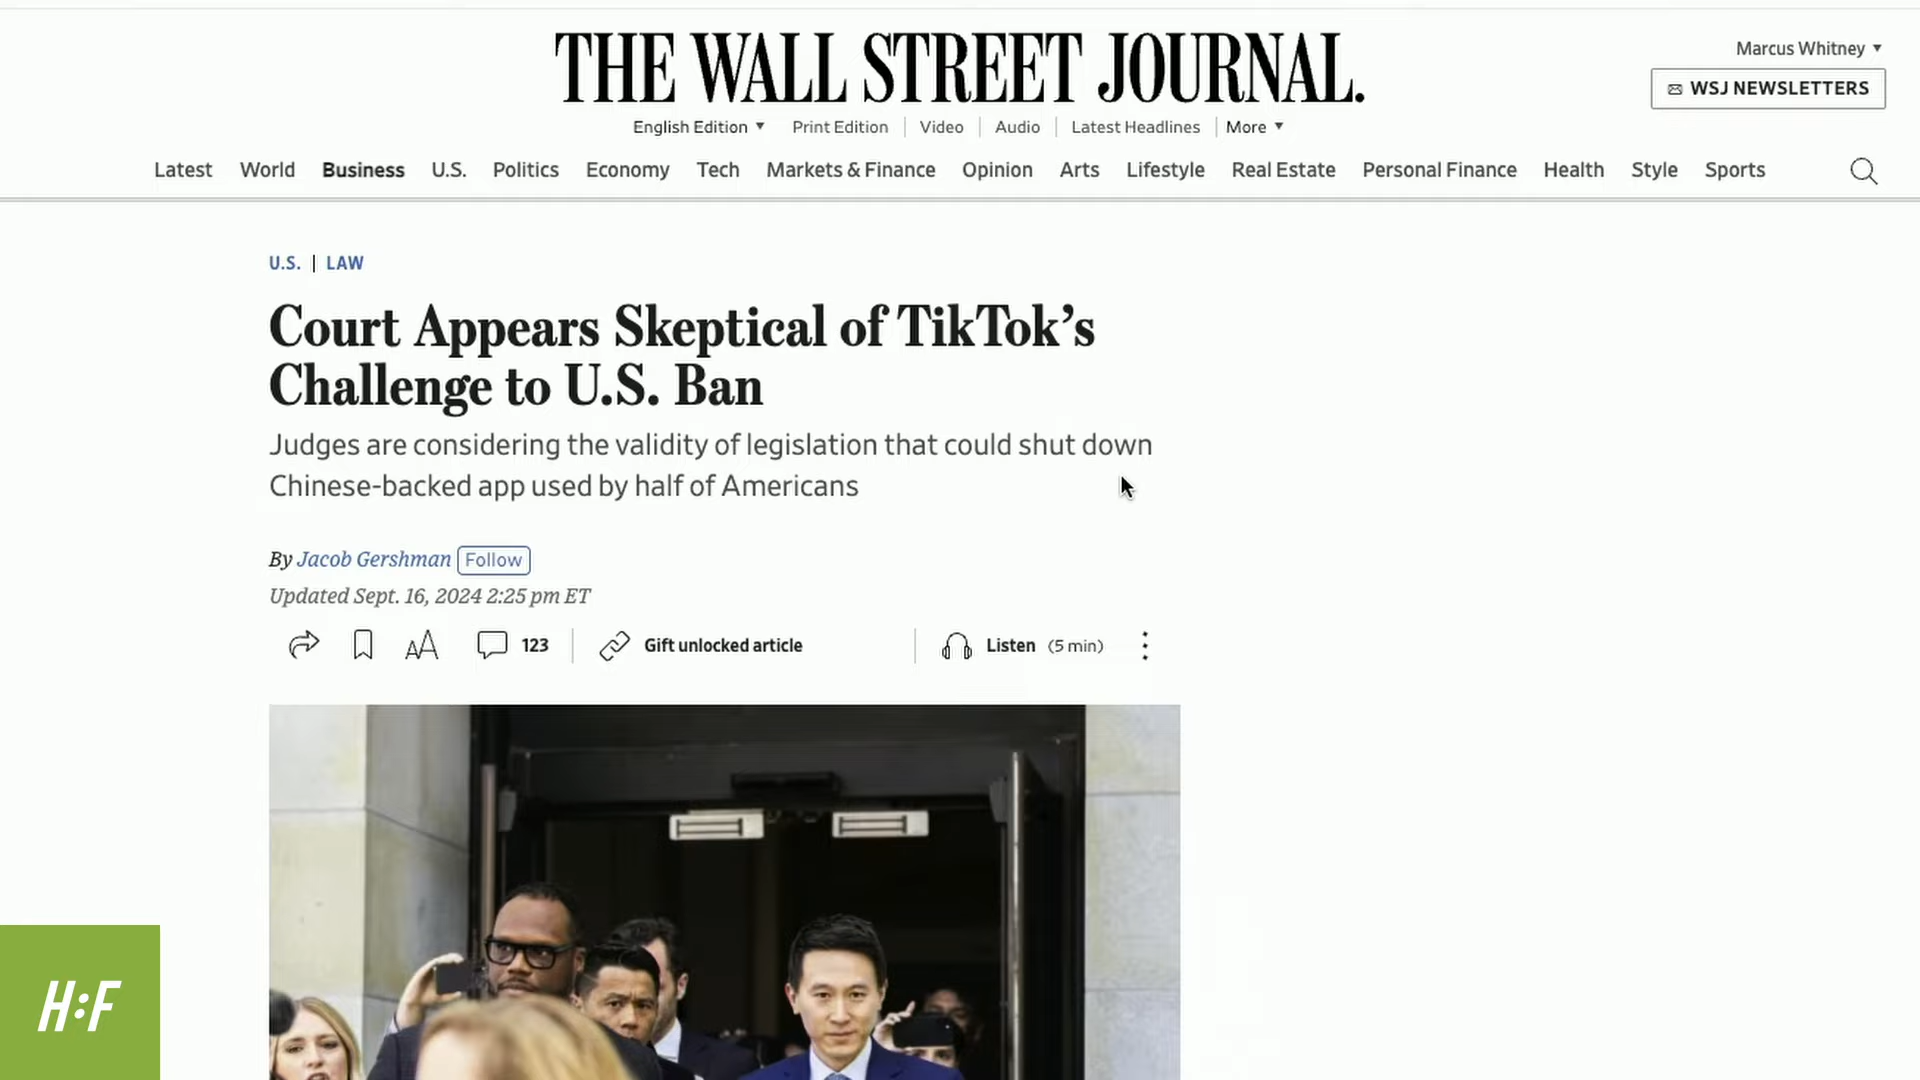 THE WALL STREET JOURNAL.
Marcus Whitney
WSJ NEWSLETTERS
English Edition Print Edition Video Audio Latest Headlines More
Latest World Business U.S. Politics Economy Tech Markets & Finance Opinion Arts Lifestyle Real Estate Personal Finance Health Style Sports
U.S. | LAW
Court Appears Skeptical of TikTok’s
Challenge to U.S. Ban
Judges are considering the validity of legislation that could shut down
Chinese-backed app used by half of Americans
By Jacob Gershman Follow
Updated Sept. 16, 2024 2:25 pm ET
AA 123 Gift unlocked article Listen (5 min)
H:F